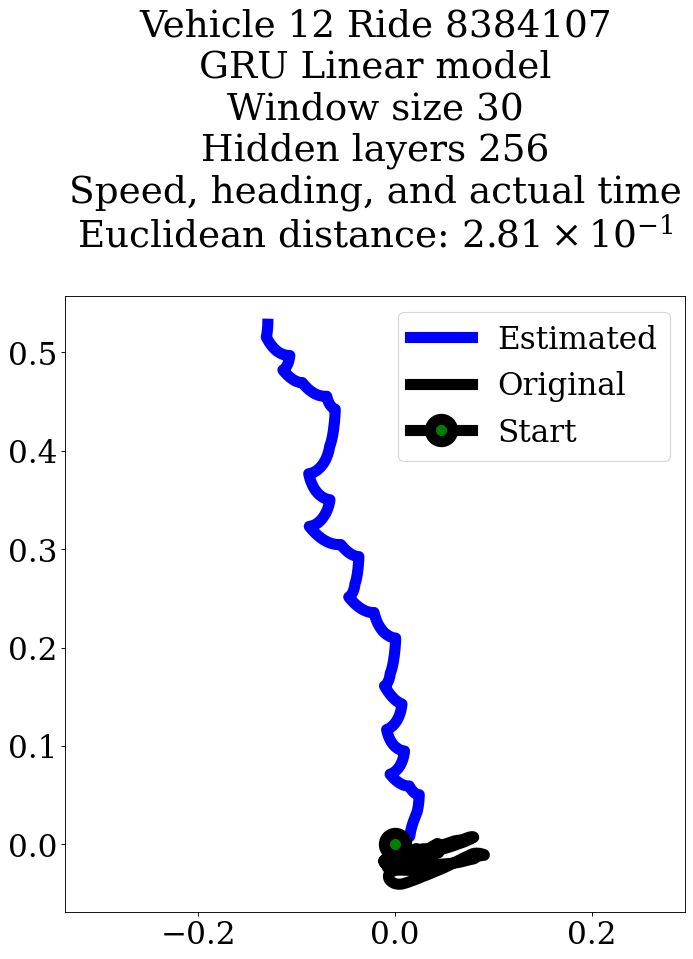 Vehicle 12 Ride 8384107
GRU Linear model
Window size 30
Hidden layers 256
Speed, heading, and actual time
Euclidean distance: 2.81 × 10⁻¹
Estimated
Original
Start
0.5
0.4
0.3
0.2
0.1
0.0
−0.2 0.0 0.2